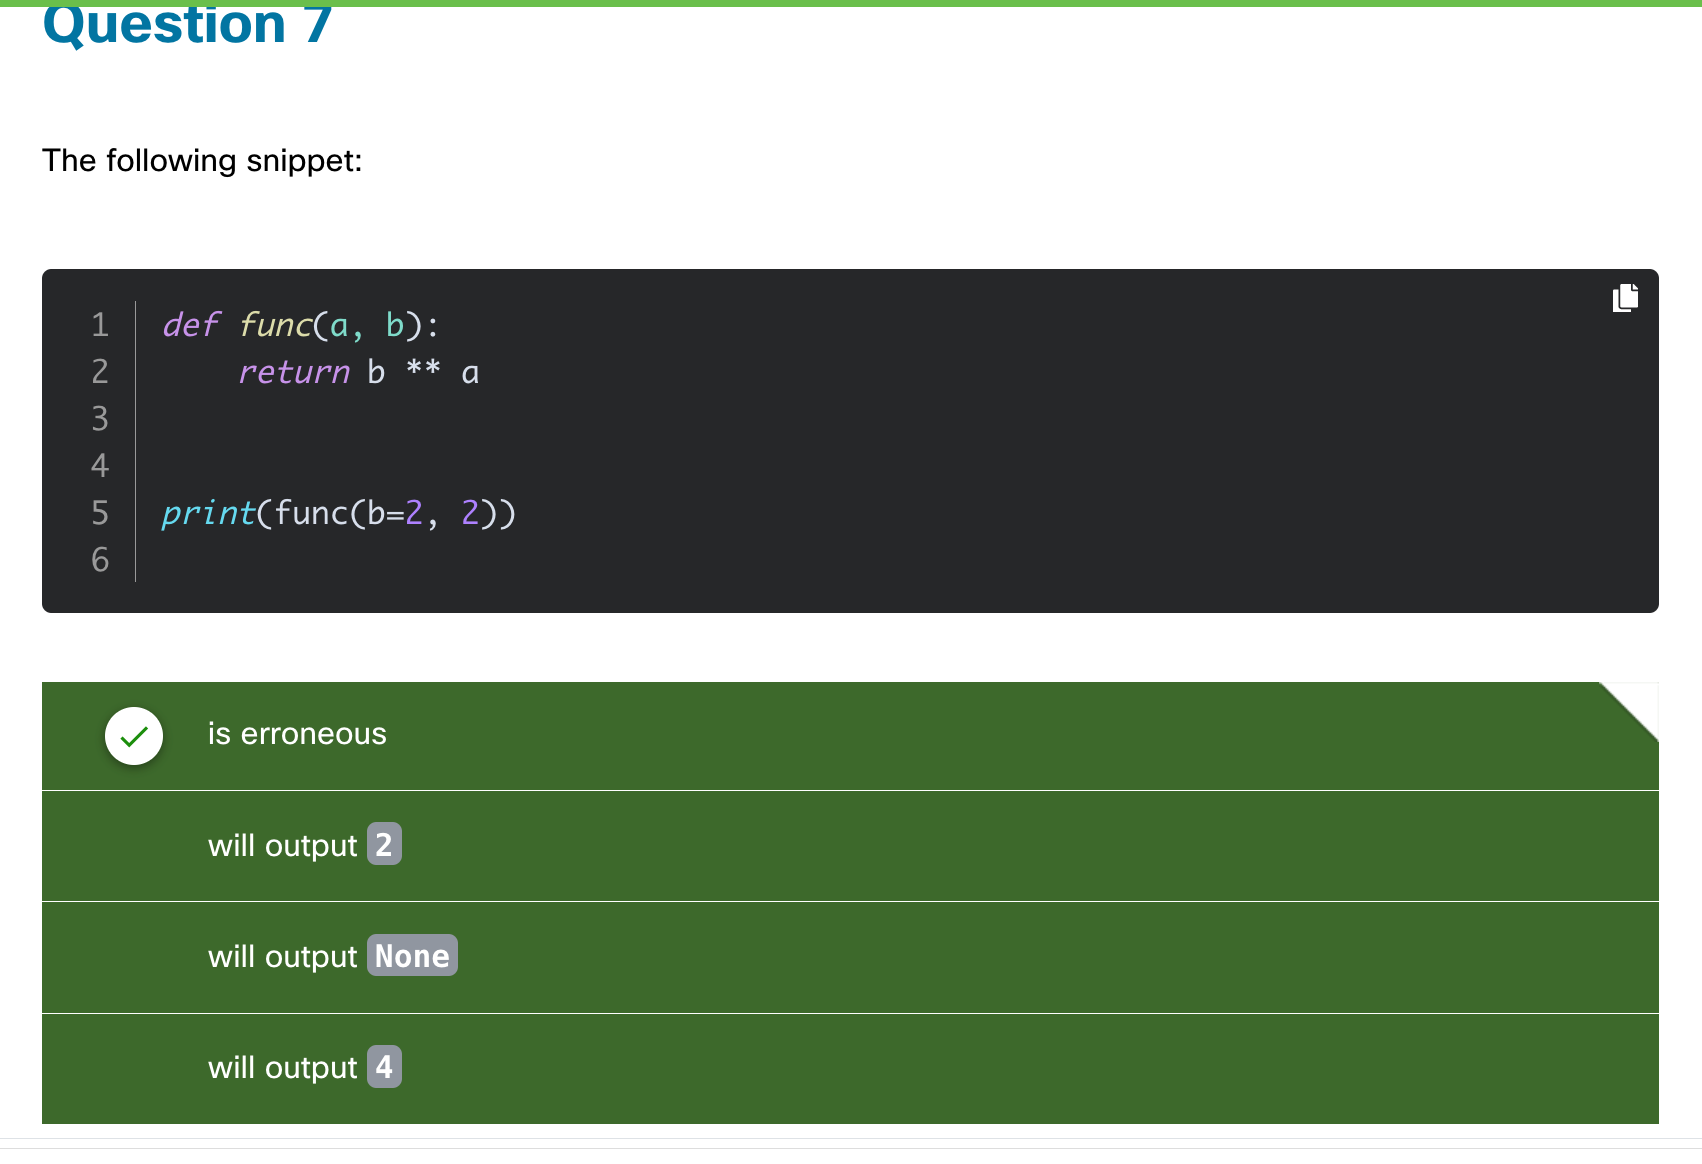 Question 7
The following snippet:
1 def func(a, b):
2     return b ** a
3
4
5 print(func(b=2, 2))
6
is erroneous
will output 2
will output None
will output 4